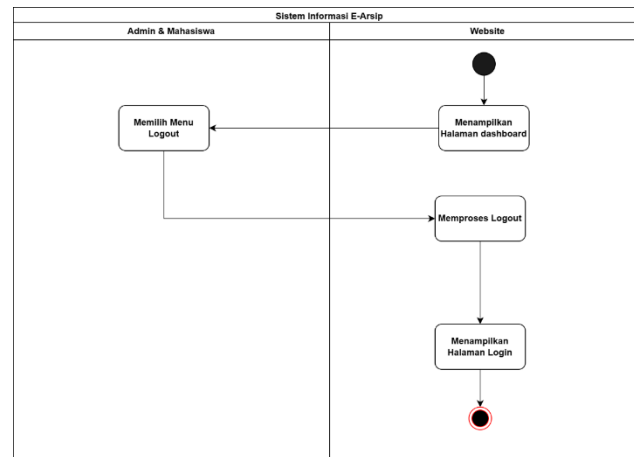 Sistem Informasi E-Arsip
Admin & Mahasiswa
Website
Menampilkan
Halaman dashboard
Memilih Menu
Logout
Memproses Logout
Menampilkan
Halaman Login